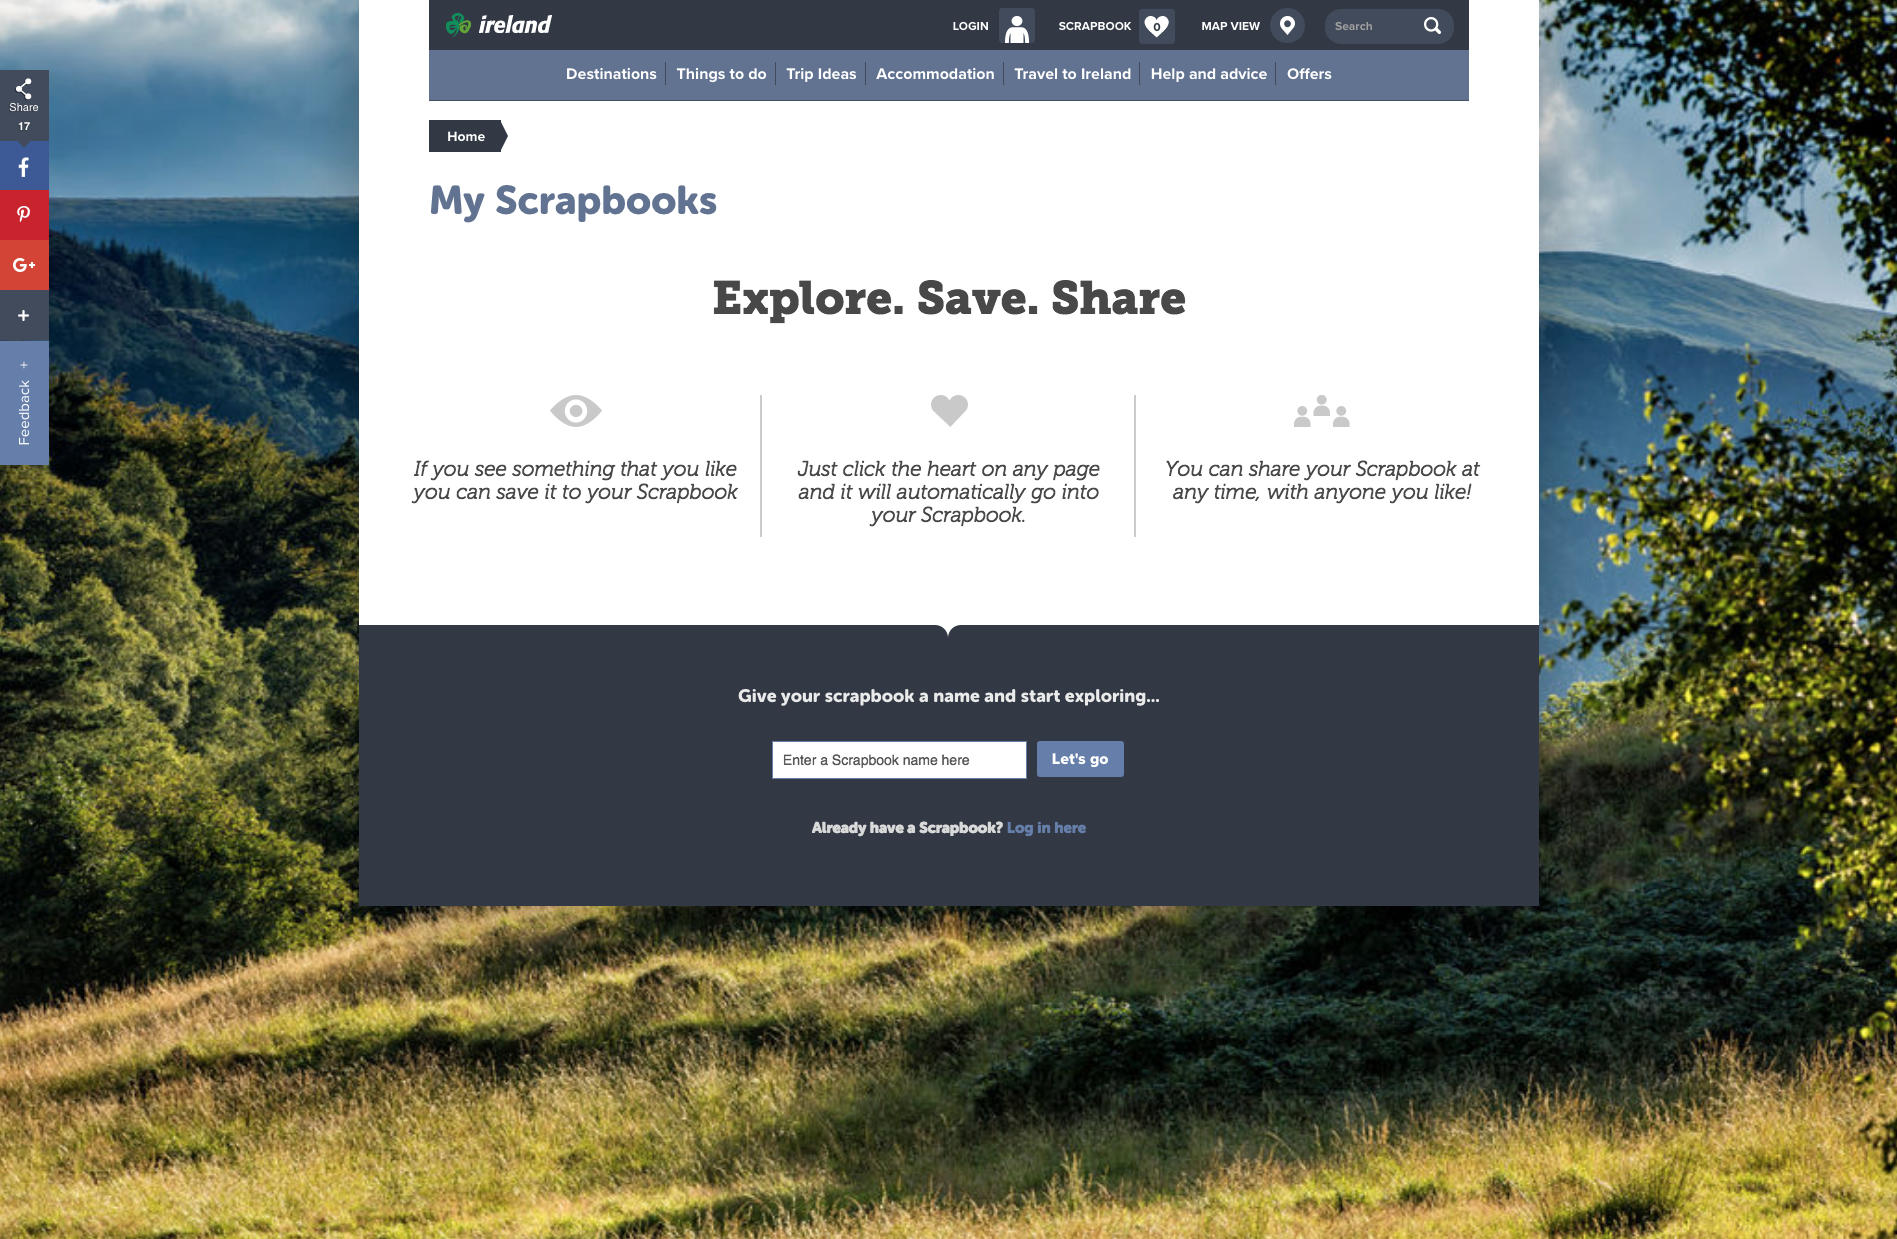 ireland
LOGIN
SCRAPBOOK
0
MAP VIEW
Search
Destinations
Things to do
Trip Ideas
Accommodation
Travel to Ireland
Help and advice
Offers
Share
17
f
G+
+
Feedback +
Home
My Scrapbooks
Explore. Save. Share
If you see something that you like
you can save it to your Scrapbook
Just click the heart on any page
and it will automatically go into
your Scrapbook.
You can share your Scrapbook at
any time, with anyone you like!
Give your scrapbook a name and start exploring...
Enter a Scrapbook name here
Let's go
Already have a Scrapbook? Log in here